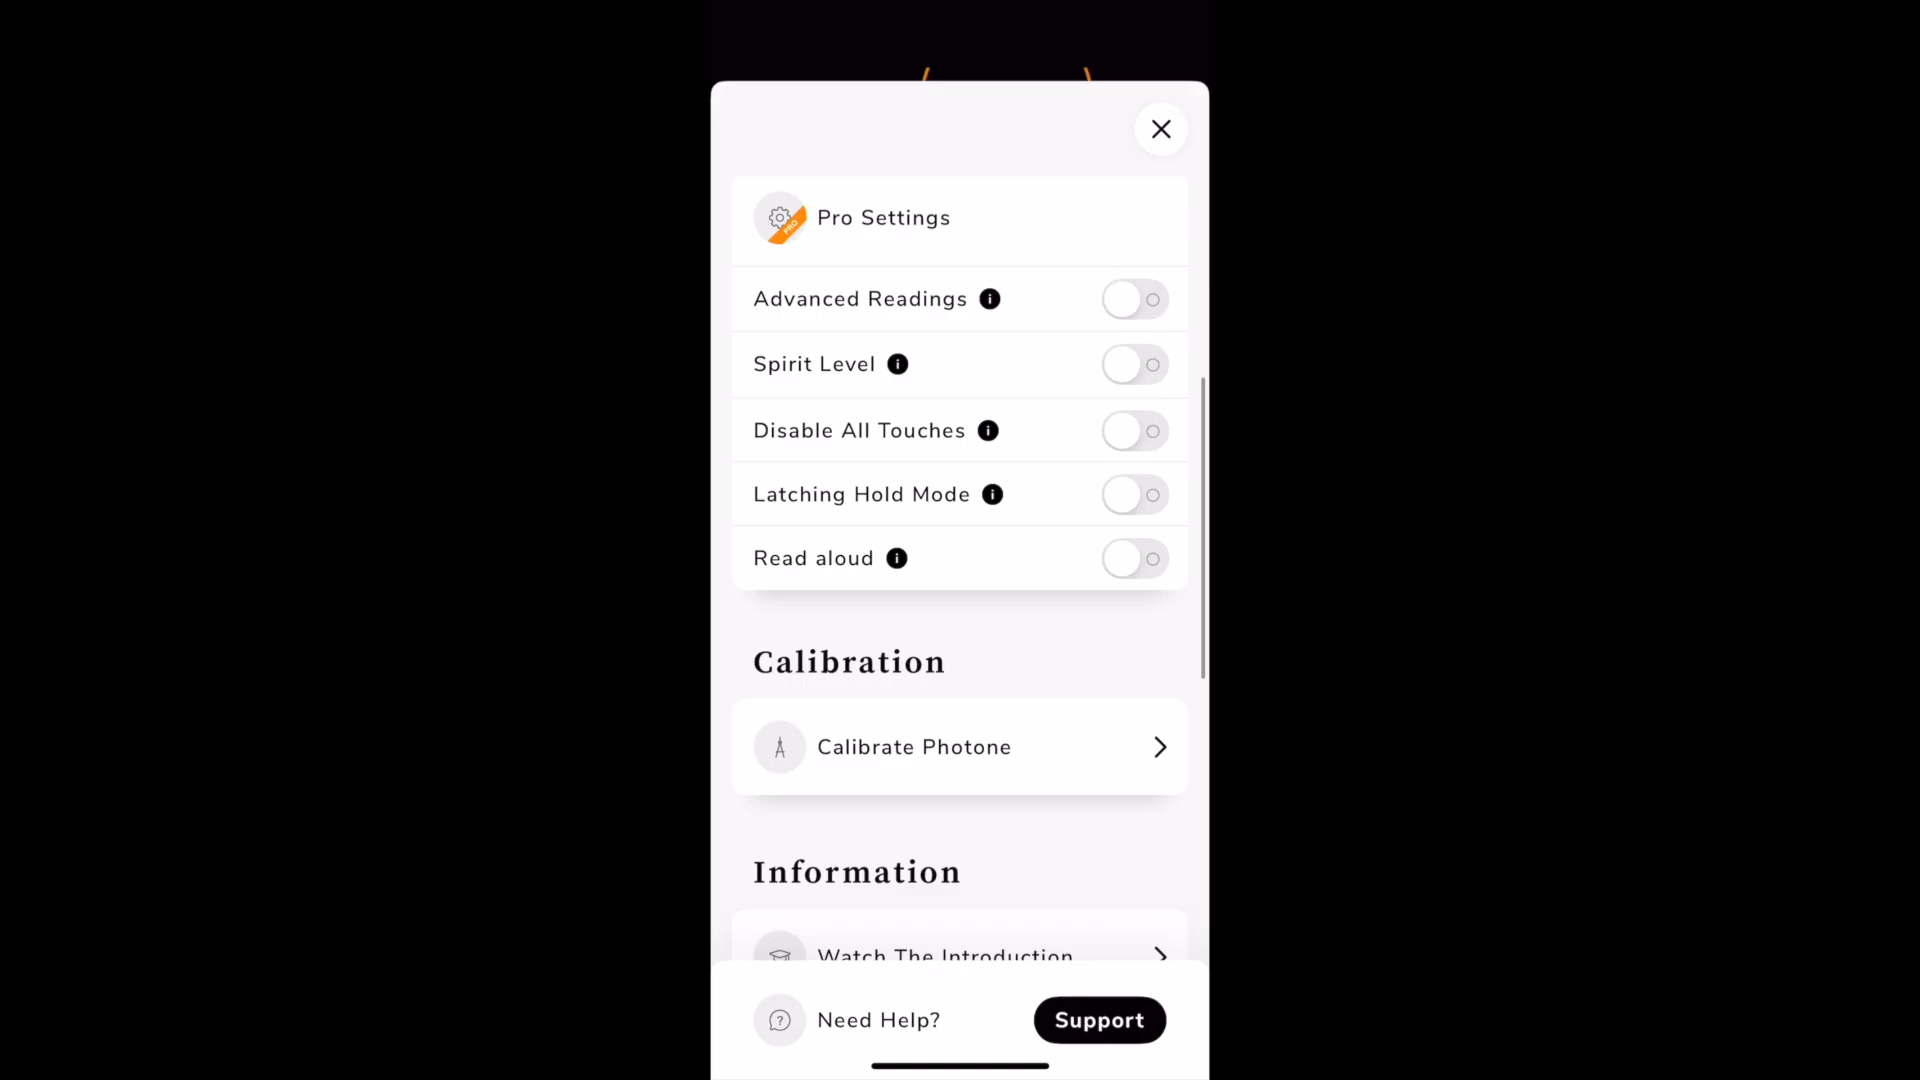 Pro Settings
PRO
Advanced Readings
Spirit Level
Disable All Touches
Latching Hold Mode
Read aloud
Calibration
Calibrate Photone
Information
Watch The Introduction
Need Help?
Support